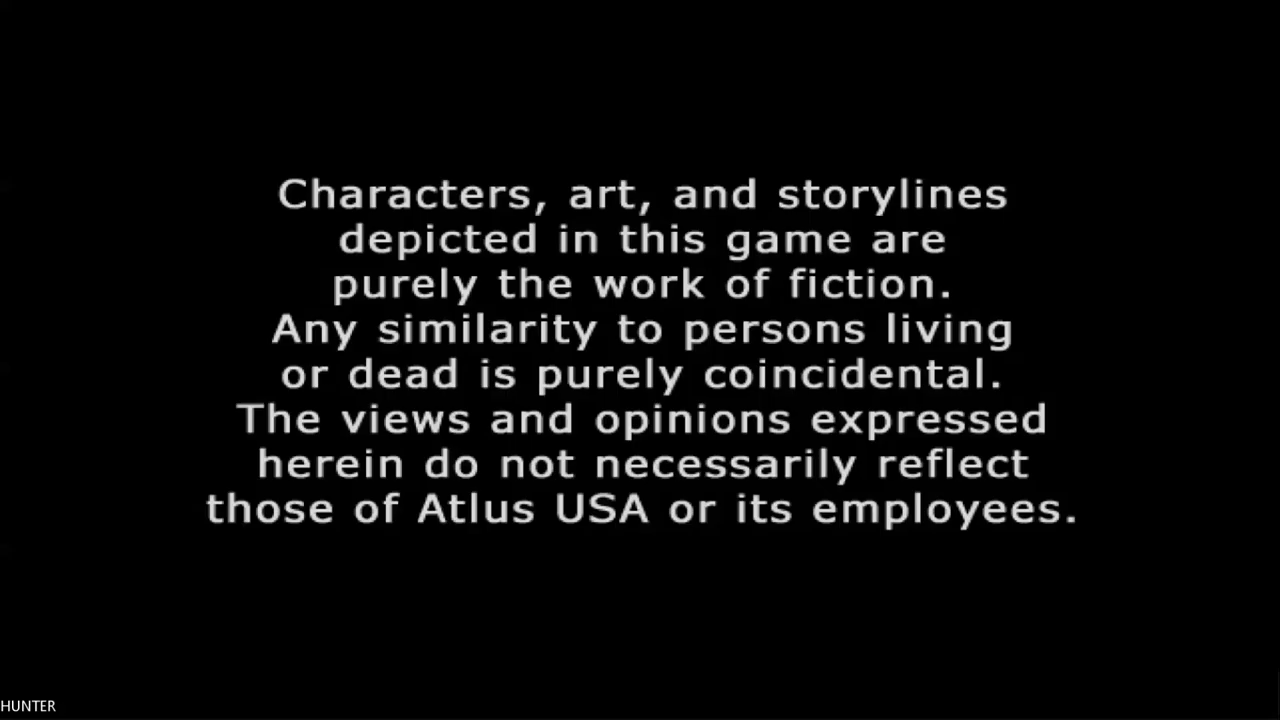 Characters, art, and storylines
depicted in this game are
purely the work of fiction.
Any similarity to persons living
or dead is purely coincidental.
The views and opinions expressed
herein do not necessarily reflect
those of Atlus USA or its employees.
HUNTER